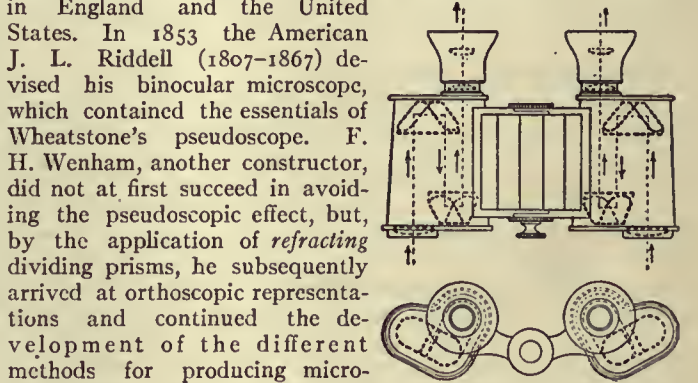 in England and the United
States. In 1853 the American
J. L. Riddell (1807–1867) de-
vised his binocular microscope,
which contained the essentials of
Wheatstone's pseudoscope. F.
H. Wenham, another constructor,
did not at first succeed in avoid-
ing the pseudoscopic effect, but,
by the application of refracting
dividing prisms, he subsequently
arrived at orthoscopic representa-
tions and continued the de-
velopment of the different
methods for producing micro-